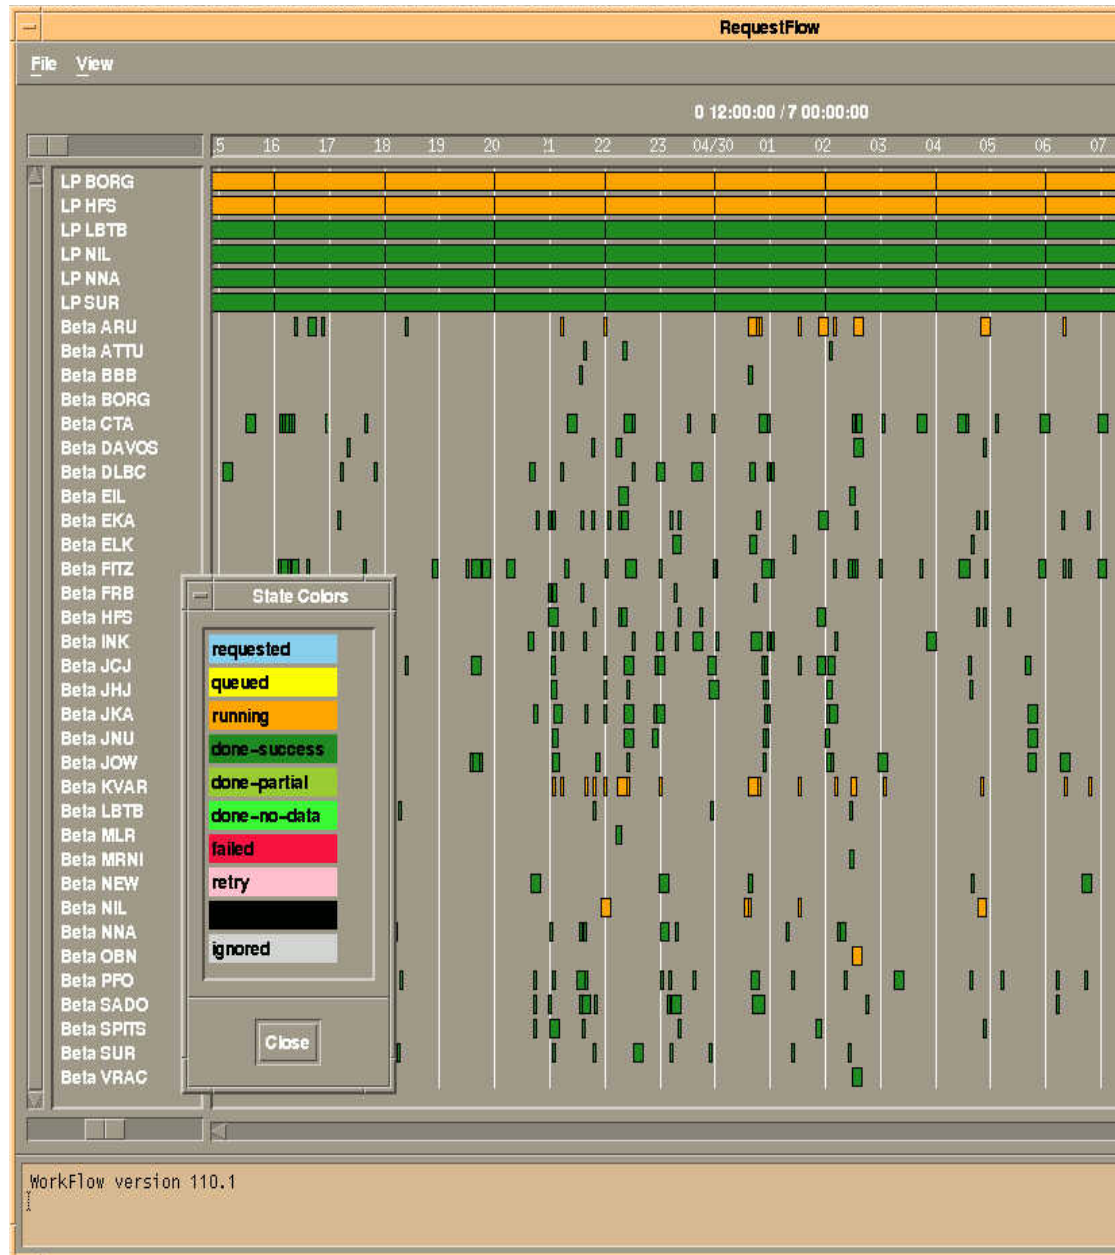 RequestFlow
File View
0 12:00:00 / 7 00:00:00
15 16 17 18 19 20 21 22 23 04/30 01 02 03 04 05 06 07
LP BORG
LP HFS
LP LBTB
LP NIL
LP NNA
LP SUR
Beta ARU
Beta ATTU
Beta BBB
Beta BORG
Beta CTA
Beta DAVOS
Beta DLBC
Beta EIL
Beta EKA
Beta ELK
Beta FITZ
Beta FRB
Beta HFS
Beta INK
Beta JCJ
Beta JHJ
Beta JKA
Beta JNU
Beta JOW
Beta KVAR
Beta LBTB
Beta MLR
Beta MRNI
Beta NEW
Beta NIL
Beta NNA
Beta OBN
Beta PFO
Beta SADO
Beta SPITS
Beta SUR
Beta VRAC
State Colors
requested
queued
running
done-success
done-partial
done-no-data
failed
retry
ignored
Close
WorkFlow version 110.1